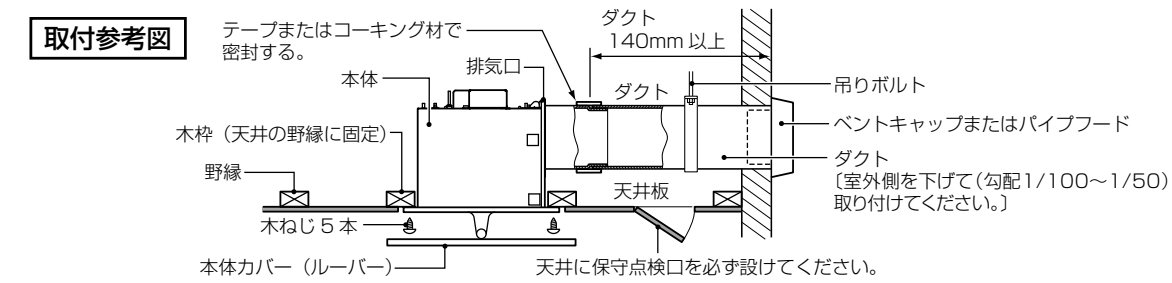 取付参考図
テープまたはコーキング材で
密封する。
ダクト
140mm 以上
排気口
本体
ダクト
吊りボルト
ベントキャップまたはパイプフード
木枠（天井の野縁に固定）
ダクト
〔室外側を下げて（勾配1/100～1/50）
取り付けてください。〕
野縁
天井板
木ねじ 5 本
本体カバー（ルーバー）
天井に保守点検口を必ず設けてください。